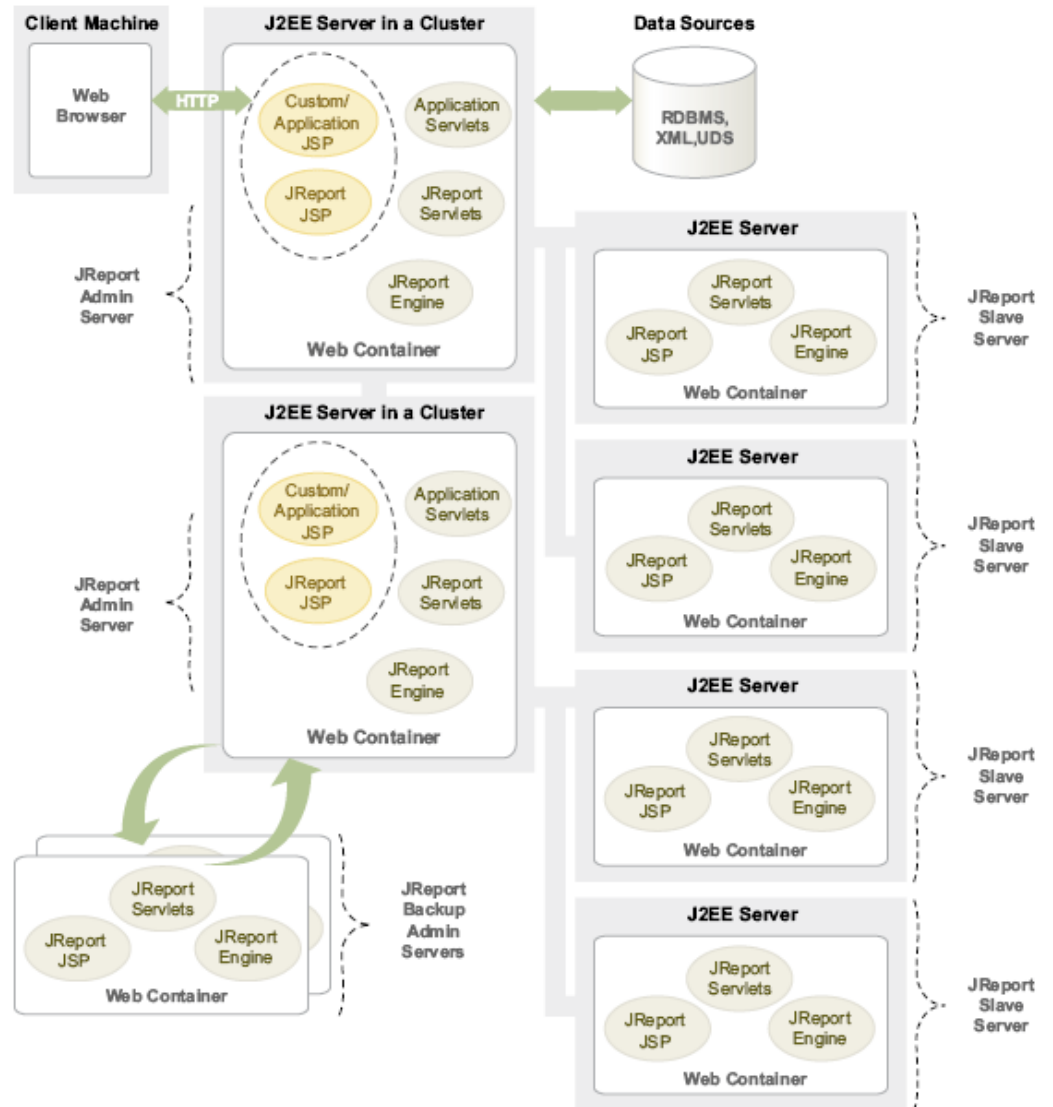 Client Machine
Web
Browser
HTTP
J2EE Server in a Cluster
Custom/
Application
JSP
Application
Servlets
JReport
JSP
JReport
Servlets
JReport
Engine
Web Container
JReport
Admin
Server
Data Sources
RDBMS,
XML,UDS
J2EE Server
JReport
Servlets
JReport
JSP
JReport
Engine
Web Container
JReport
Slave
Server
J2EE Server in a Cluster
Custom/
Application
JSP
Application
Servlets
JReport
JSP
JReport
Servlets
JReport
Engine
Web Container
JReport
Admin
Server
J2EE Server
JReport
Servlets
JReport
JSP
JReport
Engine
Web Container
JReport
Slave
Server
J2EE Server
JReport
Servlets
JReport
JSP
JReport
Engine
Web Container
JReport
Slave
Server
JReport
Servlets
JReport
JSP
JReport
Engine
Web Container
JReport
Backup
Admin
Servers
J2EE Server
JReport
Servlets
JReport
JSP
JReport
Engine
Web Container
JReport
Slave
Server